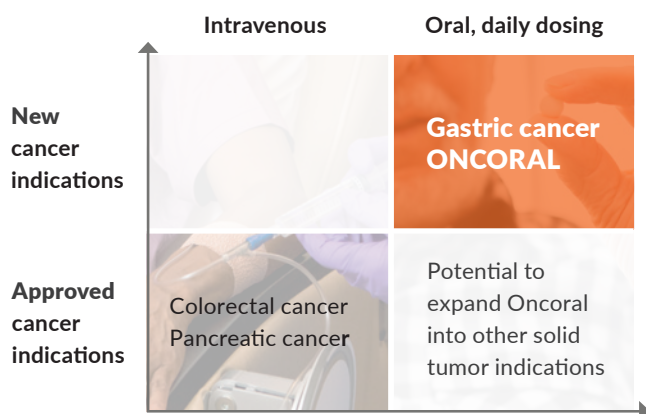 Intravenous
Oral, daily dosing
New
cancer
indications
Gastric cancer
ONCORAL
Approved
cancer
indications
Colorectal cancer
Pancreatic cancer
Potential to
expand Oncoral
into other solid
tumor indications